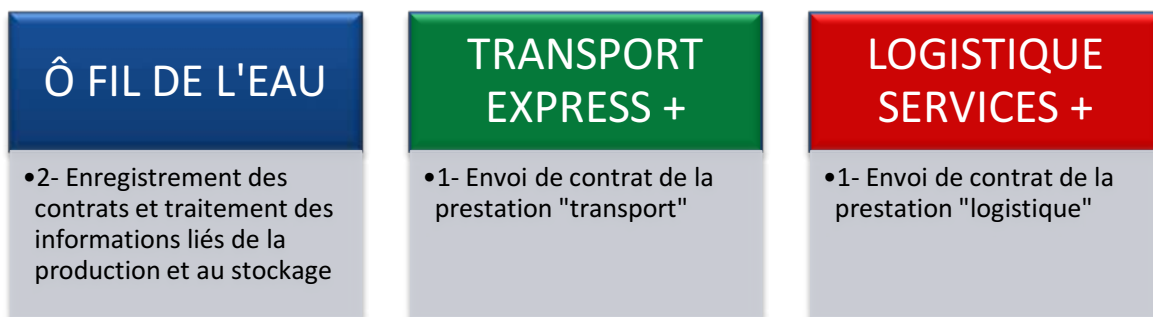 Ô FIL DE L'EAU
•2- Enregistrement des
contrats et traitement des
informations liés de la
production et au stockage
TRANSPORT
EXPRESS +
•1- Envoi de contrat de la
prestation "transport"
LOGISTIQUE
SERVICES +
•1- Envoi de contrat de la
prestation "logistique"